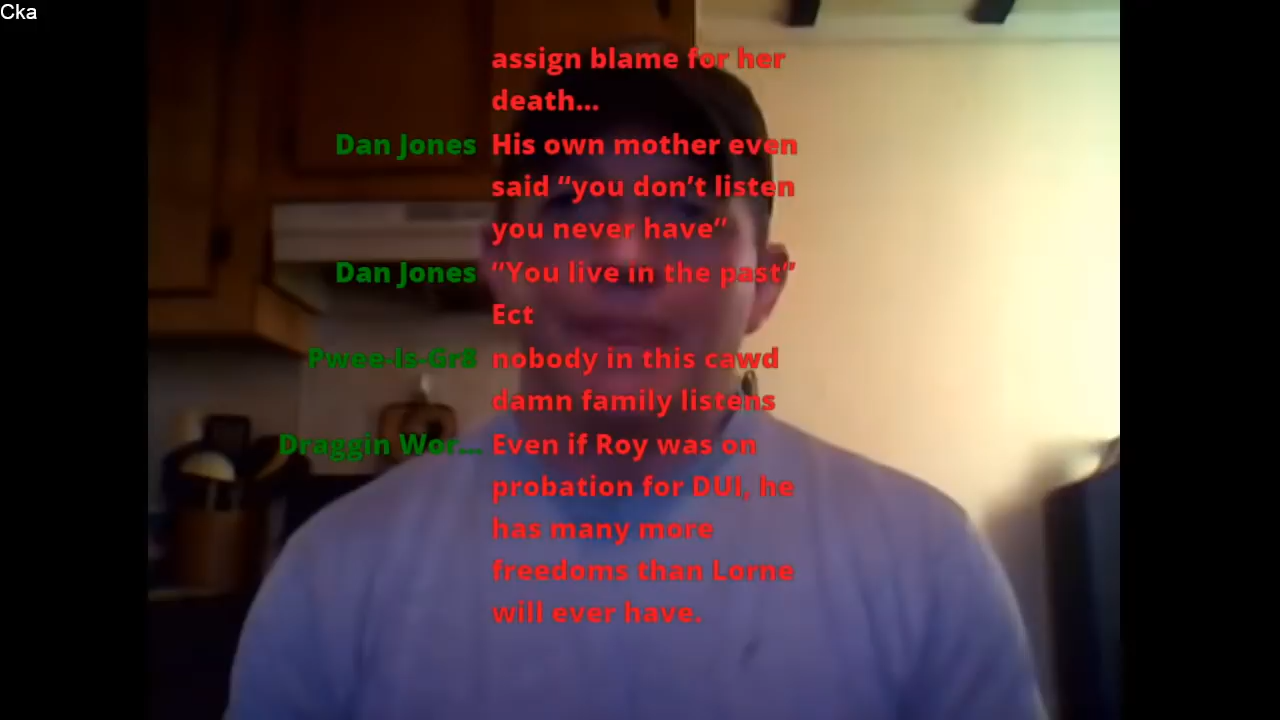 Cka
assign blame for her
death...
Dan Jones His own mother even
said “you don’t listen
you never have”
Dan Jones “You live in the past”
Ect
Pwee-Is-Gr8 nobody in this cawd
damn family listens
Draggin Wor... Even if Roy was on
probation for DUI, he
has many more
freedoms than Lorne
will ever have.